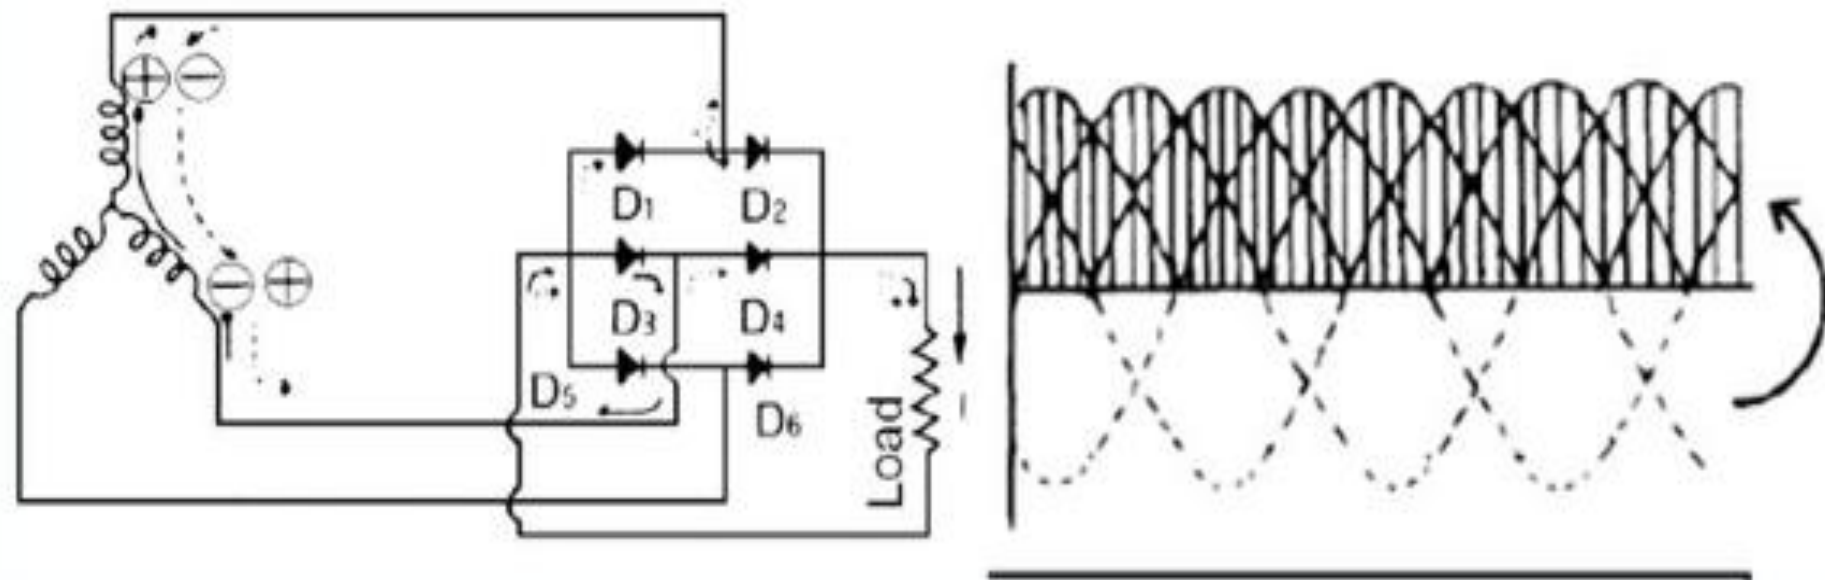 + −
D1 D2
− +
D3 D4
D5
D6
Load